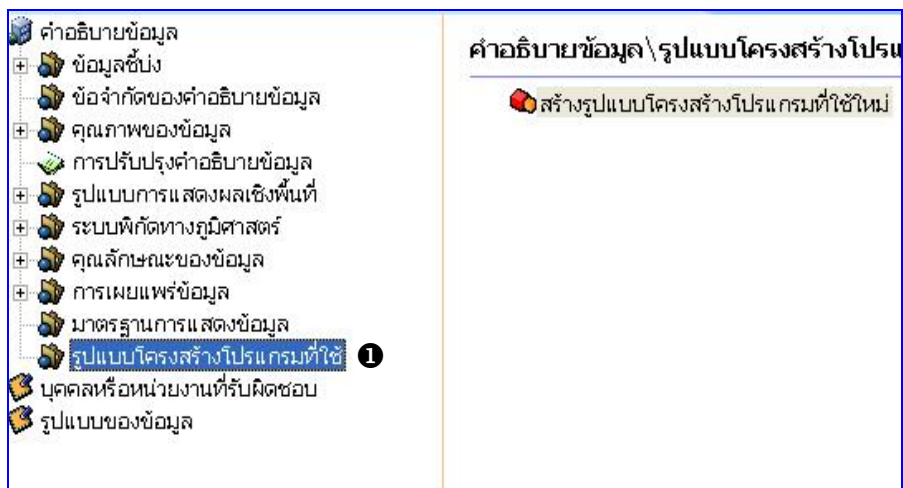 คำอธิบายข้อมูล
ข้อมูลชี้บ่ง
ข้อจำกัดของคำอธิบายข้อมูล
คุณภาพของข้อมูล
การปรับปรุงคำอธิบายข้อมูล
รูปแบบการแสดงผลเชิงพื้นที่
ระบบพิกัดทางภูมิศาสตร์
คุณลักษณะของข้อมูล
การเผยแพร่ข้อมูล
มาตรฐานการแสดงข้อมูล
รูปแบบโครงสร้างโปรแกรมที่ใช้ ❶
บุคคลหรือหน่วยงานที่รับผิดชอบ
รูปแบบของข้อมูล
คำอธิบายข้อมูล\รูปแบบโครงสร้างโปรแ
สร้างรูปแบบโครงสร้างโปรแกรมที่ใช้ใหม่